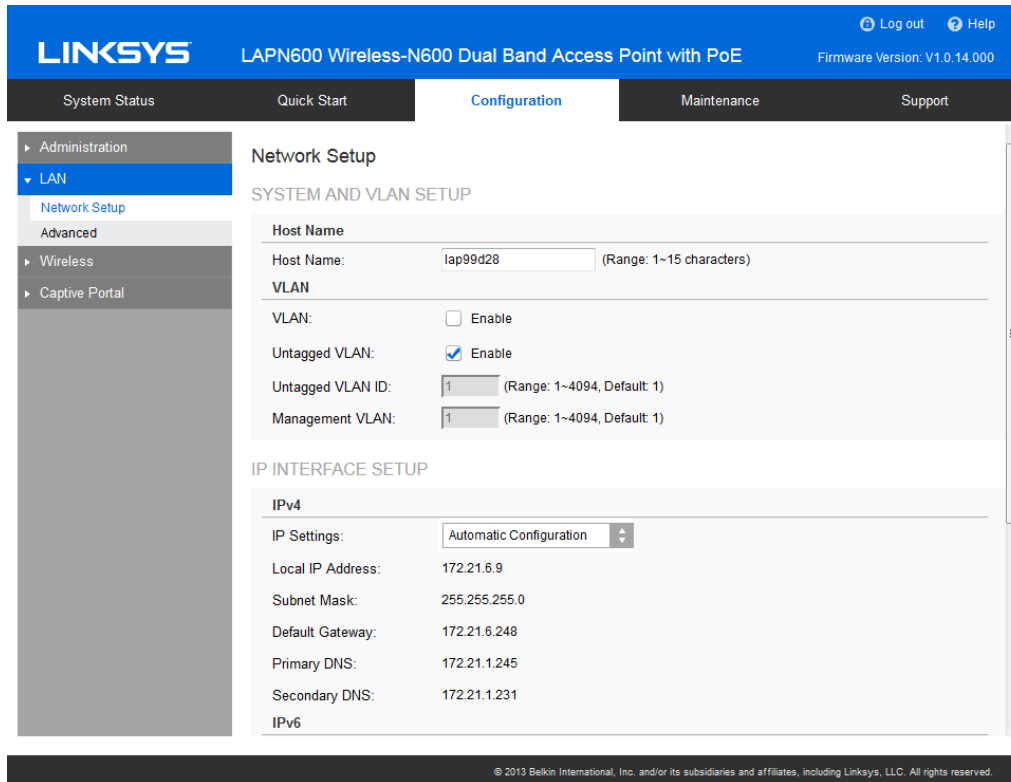 Log out Help
LINKSYS LAPN600 Wireless-N600 Dual Band Access Point with PoE Firmware Version: V1.0.14.000
System Status Quick Start Configuration Maintenance Support
Administration
LAN
Network Setup
Advanced
Wireless
Captive Portal
Network Setup
SYSTEM AND VLAN SETUP
Host Name
Host Name: lap99d28 (Range: 1~15 characters)
VLAN
VLAN: Enable
Untagged VLAN: Enable
Untagged VLAN ID: 1 (Range: 1~4094, Default: 1)
Management VLAN: 1 (Range: 1~4094, Default: 1)
IP INTERFACE SETUP
IPv4
IP Settings: Automatic Configuration
Local IP Address: 172.21.6.9
Subnet Mask: 255.255.255.0
Default Gateway: 172.21.6.248
Primary DNS: 172.21.1.245
Secondary DNS: 172.21.1.231
IPv6
© 2013 Belkin International, Inc. and/or its subsidiaries and affiliates, including Linksys, LLC. All rights reserved.